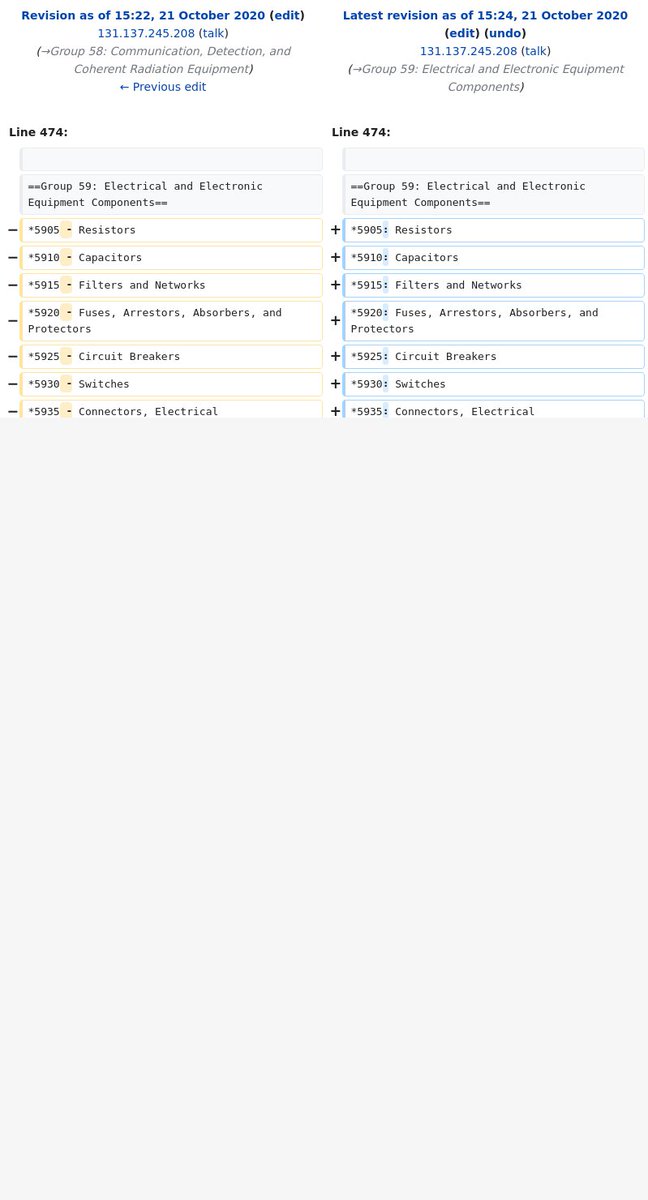 Revision as of 15:22, 21 October 2020 (edit)
131.137.245.208 (talk)
(→Group 58: Communication, Detection, and
Coherent Radiation Equipment)
← Previous edit
Latest revision as of 15:24, 21 October 2020
(edit) (undo)
131.137.245.208 (talk)
(→Group 59: Electrical and Electronic Equipment
Components)
Line 474:
Line 474:
==Group 59: Electrical and Electronic
Equipment Components==
==Group 59: Electrical and Electronic
Equipment Components==
− *5905 - Resistors
+ *5905: Resistors
− *5910 - Capacitors
+ *5910: Capacitors
− *5915 - Filters and Networks
+ *5915: Filters and Networks
− *5920 - Fuses, Arrestors, Absorbers, and
Protectors
+ *5920: Fuses, Arrestors, Absorbers, and
Protectors
− *5925 - Circuit Breakers
+ *5925: Circuit Breakers
− *5930 - Switches
+ *5930: Switches
− *5935 - Connectors, Electrical
+ *5935: Connectors, Electrical